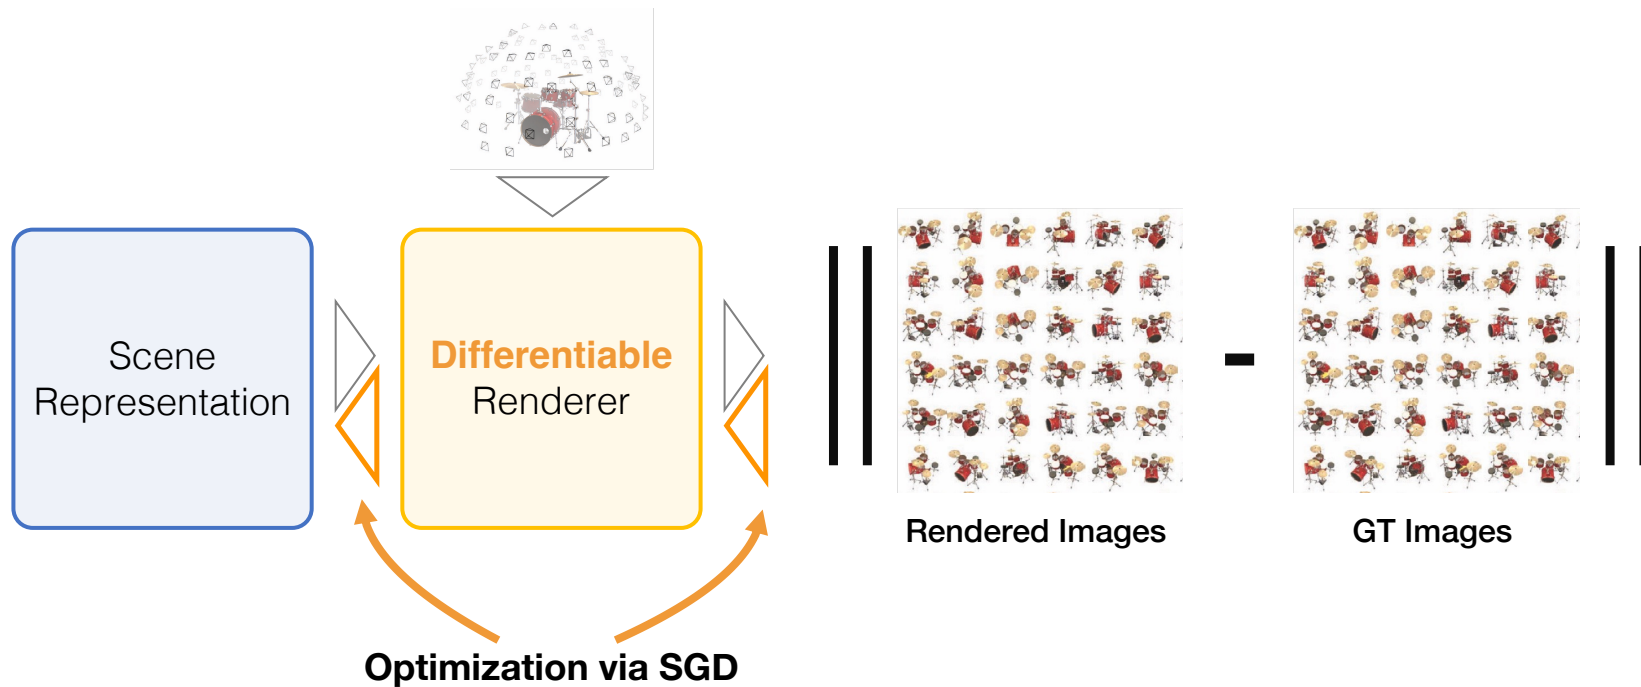 Scene
Representation
Differentiable
Renderer
-
Rendered Images
GT Images
Optimization via SGD